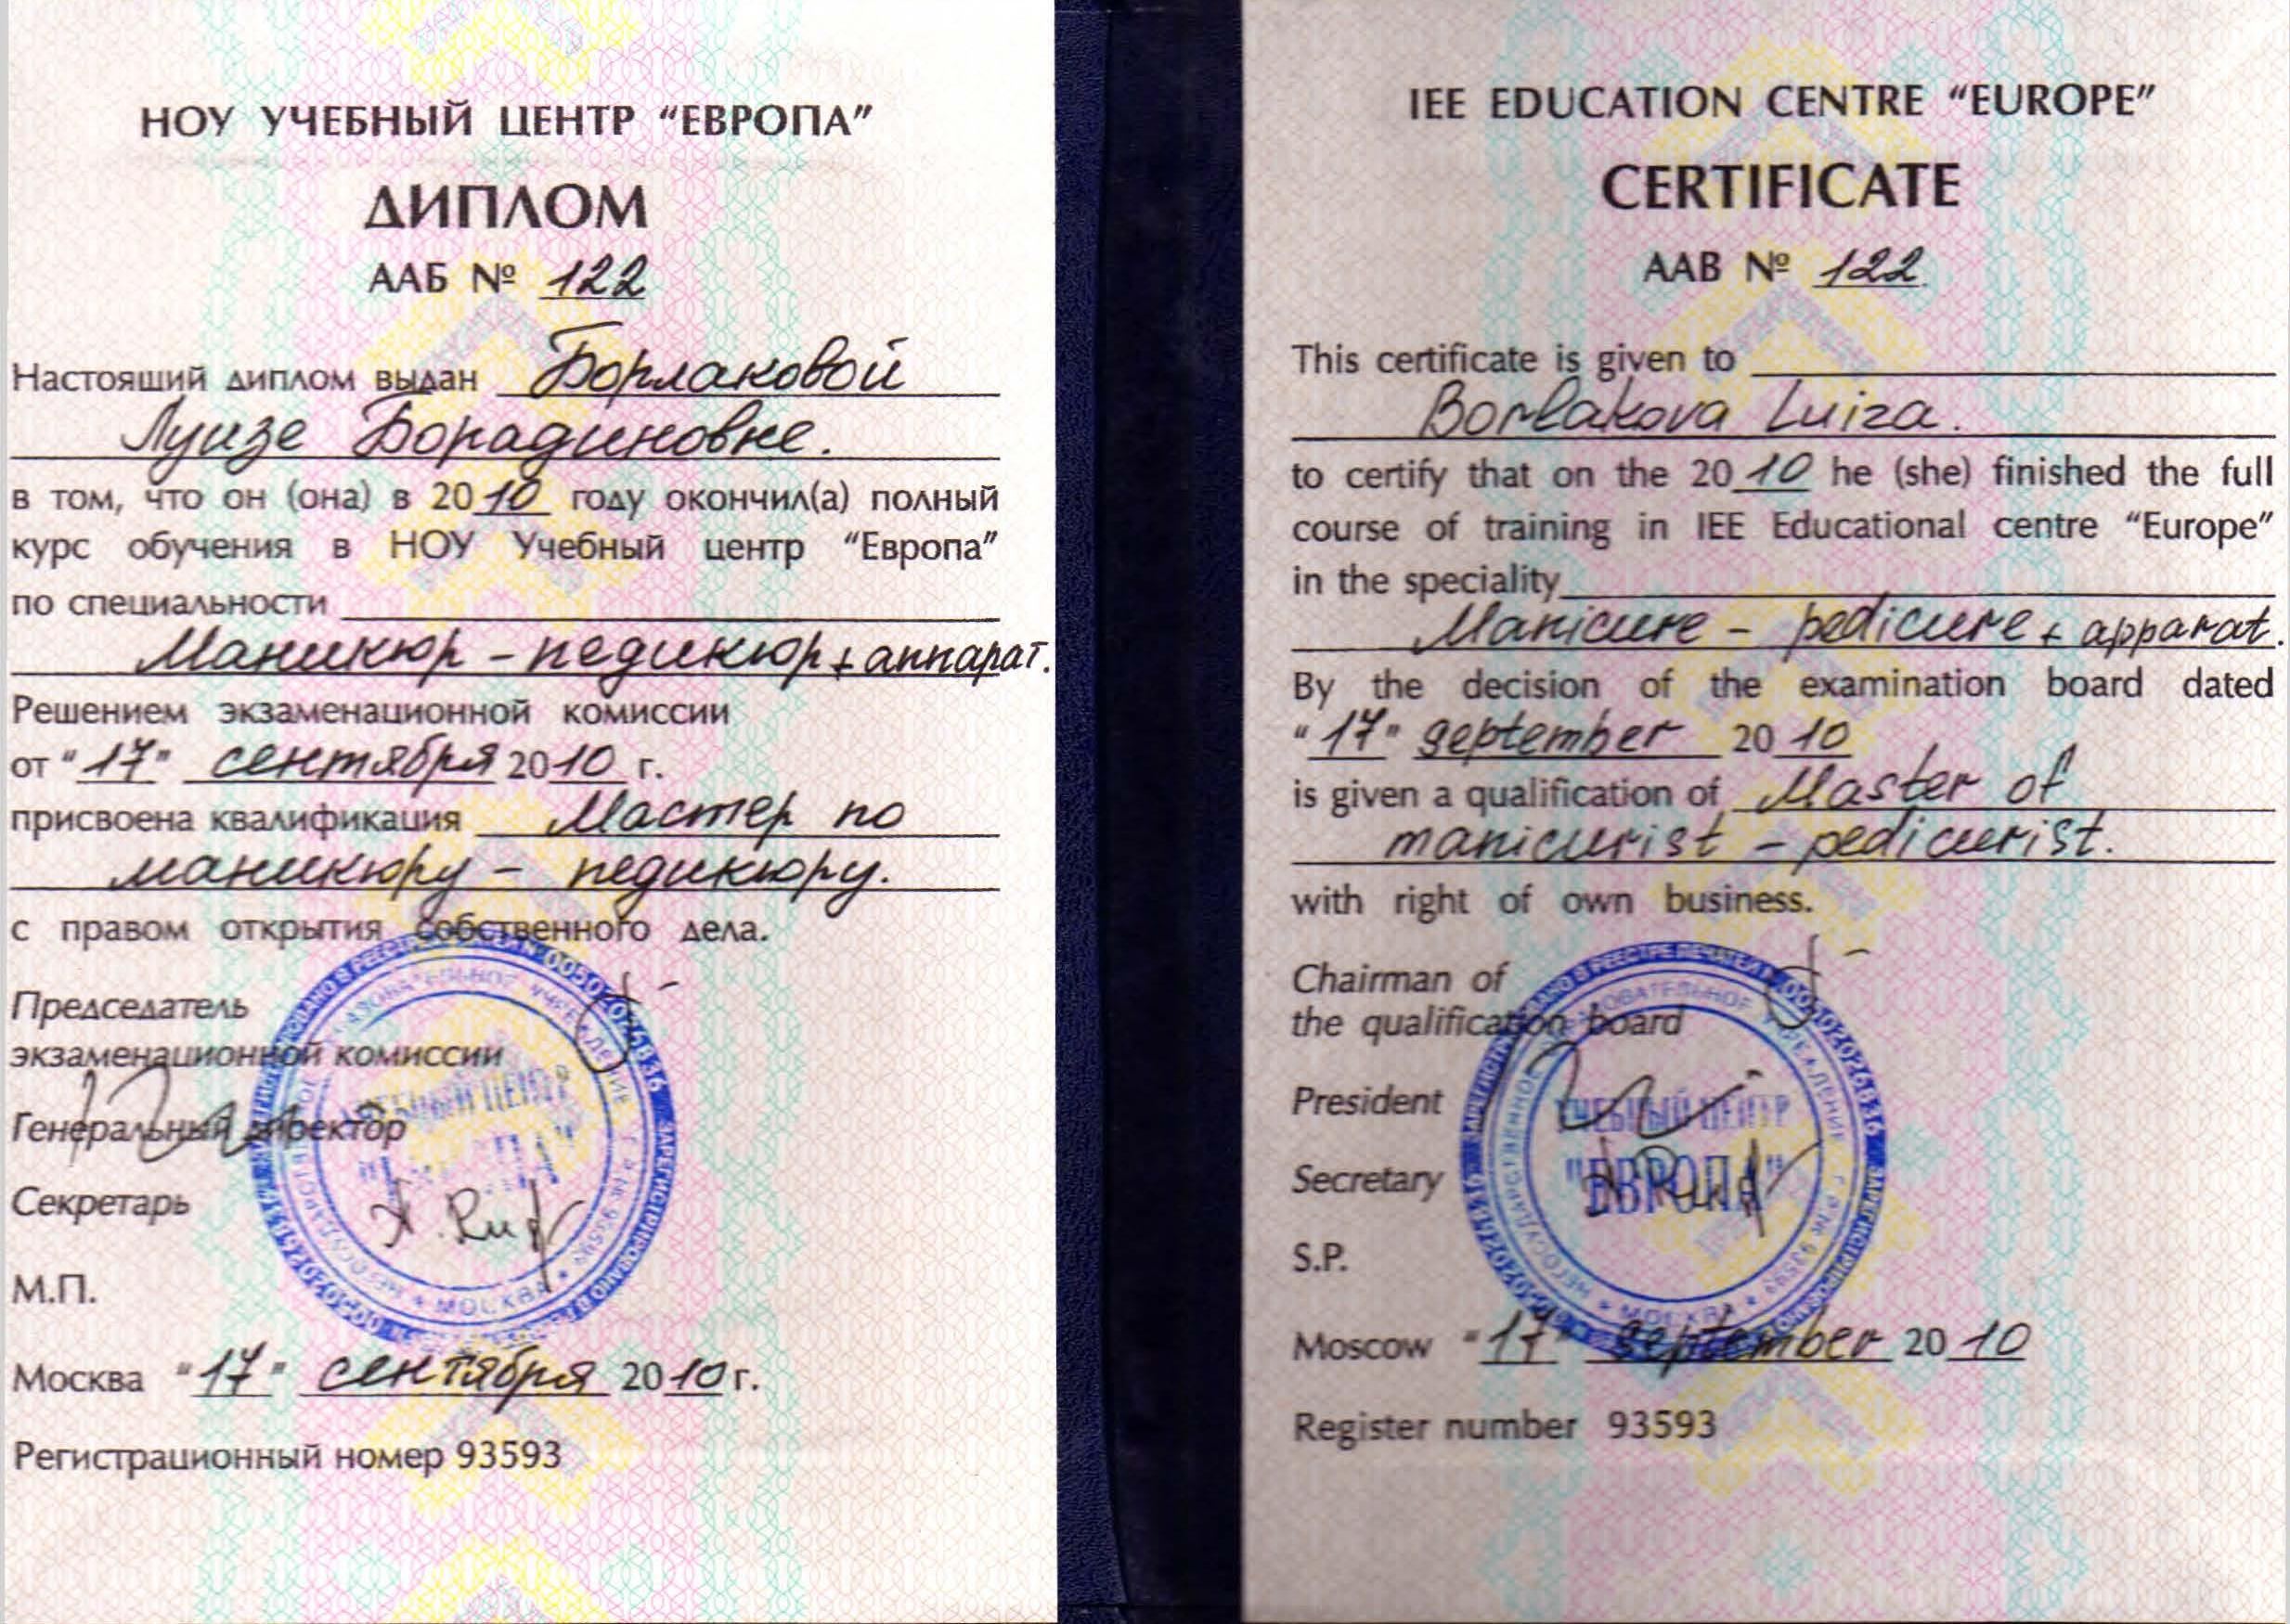 НОУ УЧЕБНЫЙ ЦЕНТР "ЕВРОПА"
ДИПЛОМ
ААБ № 122
Настоящий диплом выдан Борлаковой
Луизе Борадиновне.
в том, что он (она) в 2010 году окончил(а) полный
курс обучения в НОУ Учебный центр "Европа"
по специальности
Маникюр - педикюр + аппарат.
Решением экзаменационной комиссии
от "17" сентября 2010 г.
присвоена квалификация Мастер по
маникюру - педикюру.
с правом открытия собственного дела.
Председатель
экзаменационной комиссии
Генеральный директор
Секретарь
М.П.
МОСКВА
Москва "17" сентября 2010 г.
Регистрационный номер 93593
IEE EDUCATION CENTRE "EUROPE"
CERTIFICATE
AAB № 122
This certificate is given to
Borlakova Luiza.
to certify that on the 2010 he (she) finished the full
course of training in IEE Educational centre "Europe"
in the speciality
Manicure - pedicure + apparat.
By the decision of the examination board dated
"17" september 2010
is given a qualification of Master of
manicurist - pedicurist.
with right of own business.
Chairman of
the qualification board
President
УЧЕБНЫЙ ЦЕНТР
"ЕВРОПА"
Secretary
S.P.
МОСКВА
Moscow "17" september 2010
Register number 93593